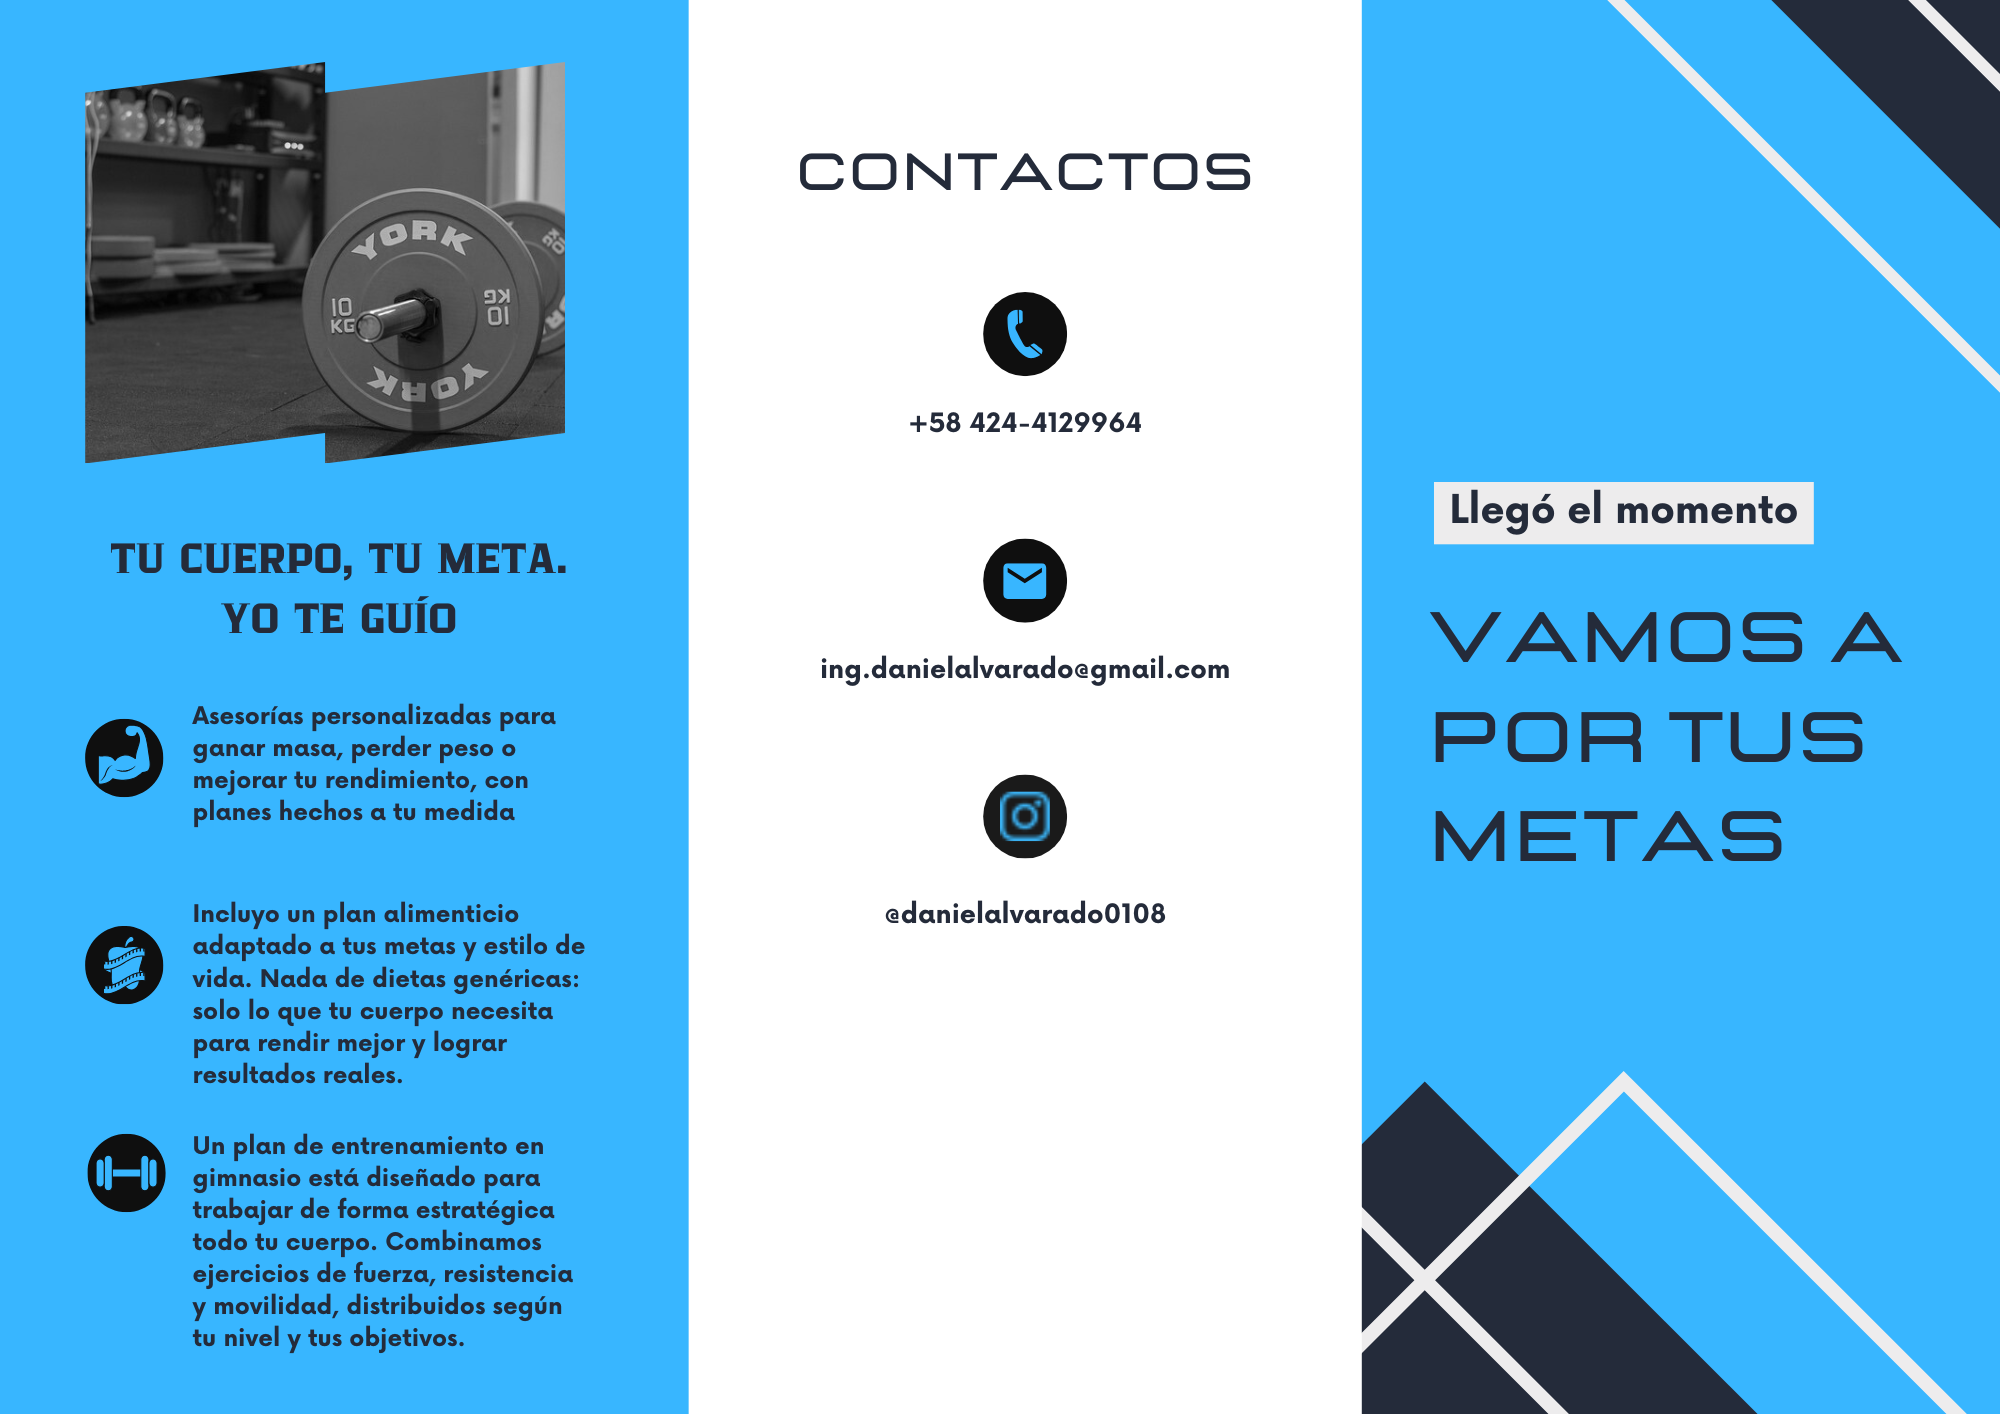 YORK
10
KG
10
KG
YORK
10
KG
TU CUERPO, TU META.
YO TE GUÍO
Asesorías personalizadas para
ganar masa, perder peso o
mejorar tu rendimiento, con
planes hechos a tu medida
Incluyo un plan alimenticio
adaptado a tus metas y estilo de
vida. Nada de dietas genéricas:
solo lo que tu cuerpo necesita
para rendir mejor y lograr
resultados reales.
Un plan de entrenamiento en
gimnasio está diseñado para
trabajar de forma estratégica
todo tu cuerpo. Combinamos
ejercicios de fuerza, resistencia
y movilidad, distribuidos según
tu nivel y tus objetivos.
CONTACTOS
+58 424-4129964
ing.danielalvarado@gmail.com
@danielalvarado0108
Llegó el momento
VAMOS A
POR TUS
METAS